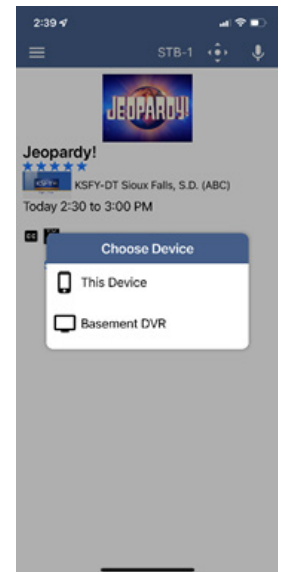 2:39
STB-1
JEOPARDY!
Jeopardy!
KSFY-DT Sioux Falls, S.D. (ABC)
Today 2:30 to 3:00 PM
CC
Choose Device
This Device
Basement DVR